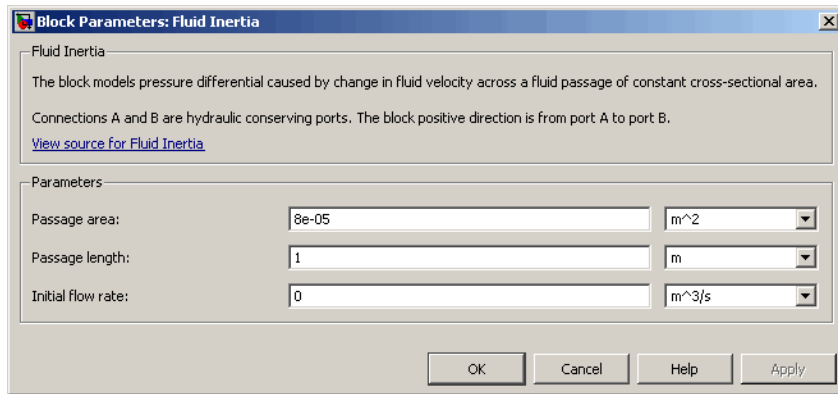 Block Parameters: Fluid Inertia
Fluid Inertia
The block models pressure differential caused by change in fluid velocity across a fluid passage of constant cross-sectional area.
Connections A and B are hydraulic conserving ports. The block positive direction is from port A to port B.
View source for Fluid Inertia
Parameters
Passage area: 8e-05 m^2
Passage length: 1 m
Initial flow rate: 0 m^3/s
OK Cancel Help Apply